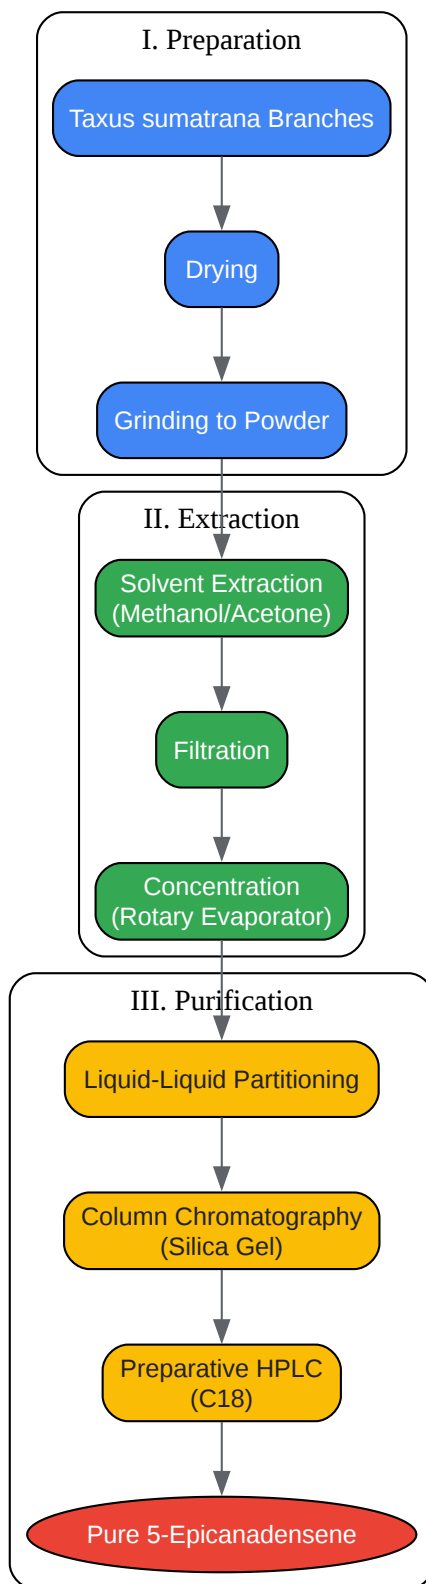 I. Preparation
Taxus sumatrana Branches
Drying
Grinding to Powder
II. Extraction
Solvent Extraction
(Methanol/Acetone)
Filtration
Concentration
(Rotary Evaporator)
III. Purification
Liquid-Liquid Partitioning
Column Chromatography
(Silica Gel)
Preparative HPLC
(C18)
Pure 5-Epicanadensene